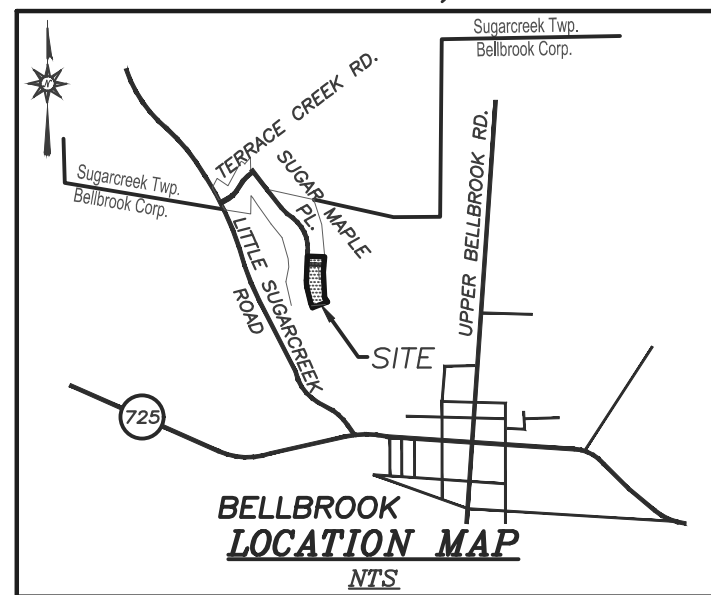 Sugarcreek Twp.
Bellbrook Corp.
N
TERRACE CREEK RD.
SUGAR MAPLE
PL.
Sugarcreek Twp.
Bellbrook Corp.
UPPER BELLBROOK RD.
LITTLE SUGARCREEK
ROAD
SITE
725
BELLBROOK
LOCATION MAP
NTS